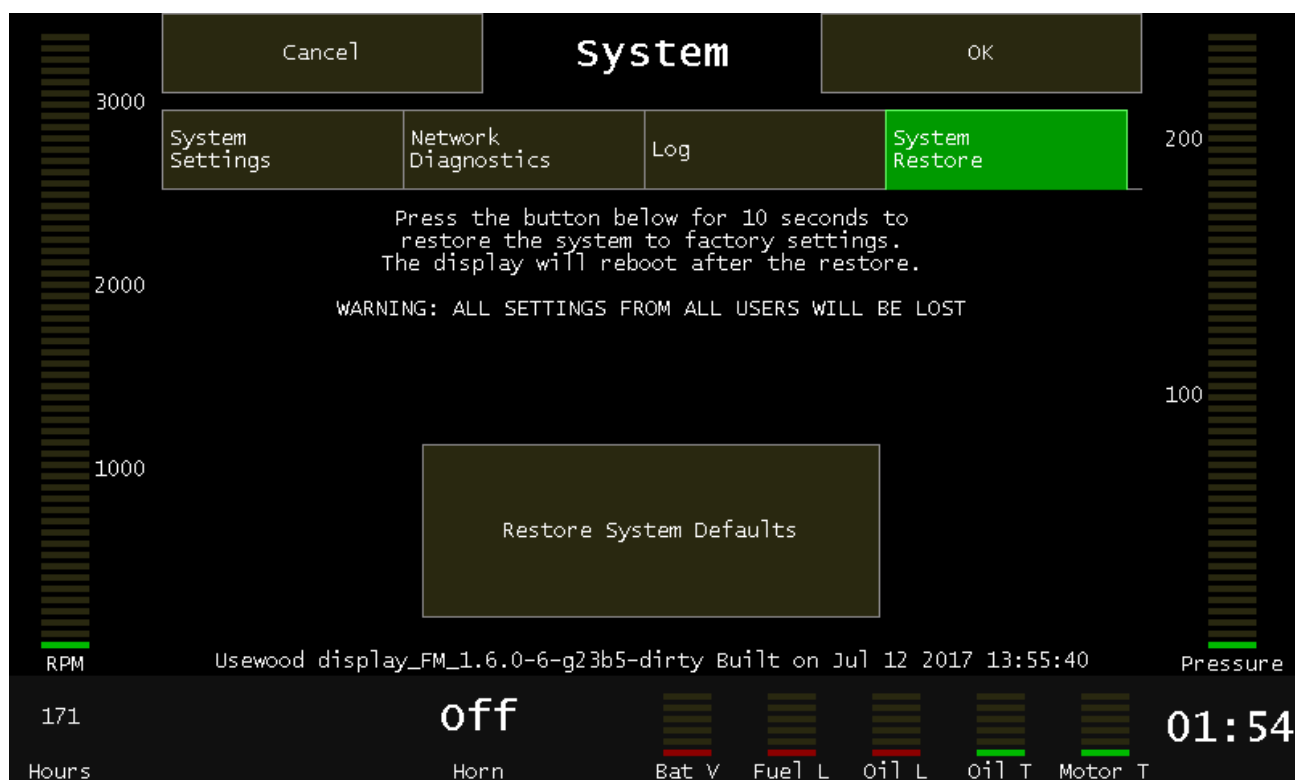 Cancel
System
OK
3000
System
Settings
Network
Diagnostics
Log
System
Restore
200
Press the button below for 10 seconds to
restore the system to factory settings.
The display will reboot after the restore.
2000
WARNING: ALL SETTINGS FROM ALL USERS WILL BE LOST
100
1000
Restore System Defaults
RPM
Usewood display_FM_1.6.0-6-g23b5-dirty Built on Jul 12 2017 13:55:40
Pressure
171
Off
01:54
Hours
Horn
Bat V
Fuel L
Oil L
Oil T
Motor T